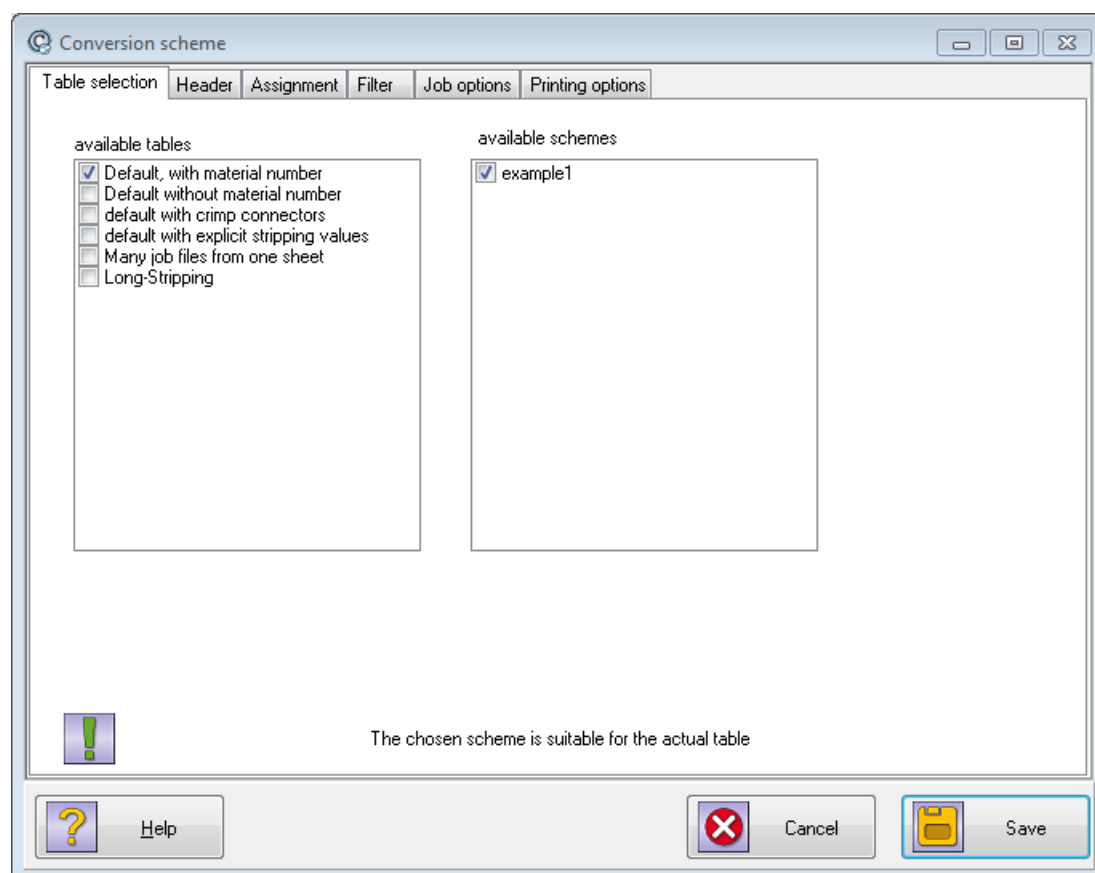 Conversion scheme
Table selection Header Assignment Filter Job options Printing options
available tables
Default, with material number
Default without material number
default with crimp connectors
default with explicit stripping values
Many job files from one sheet
Long-Stripping
available schemes
example1
The chosen scheme is suitable for the actual table
Help Cancel Save